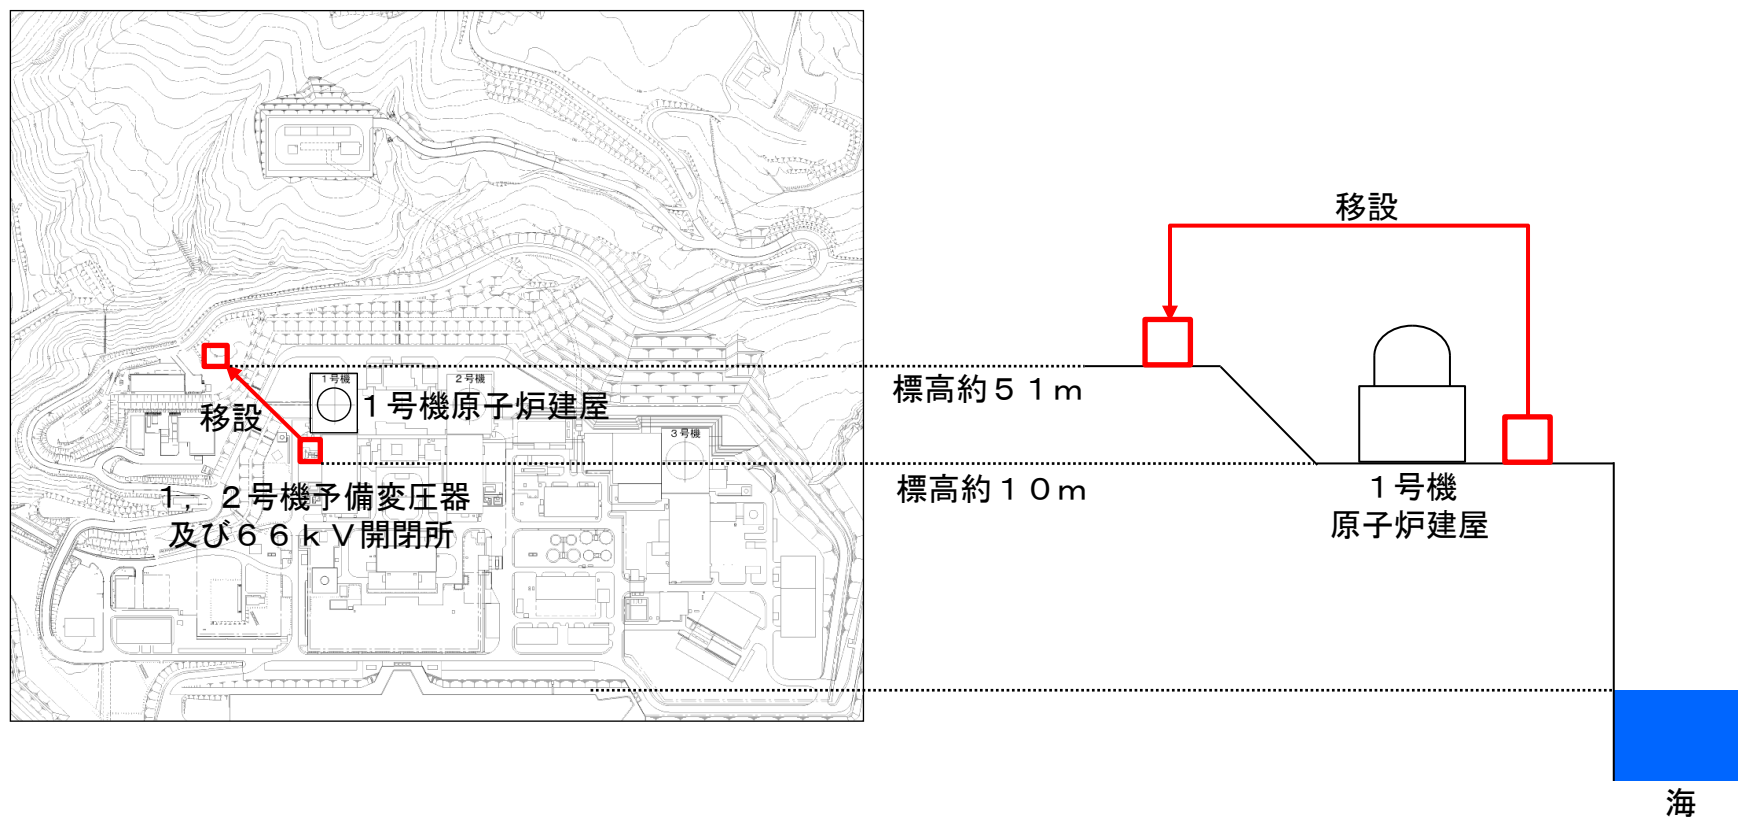 移設
１号機
２号機
標高約５１ｍ
１号機原子炉建屋
移設
３号機
標高約１０ｍ
１号機
原子炉建屋
１，２号機予備変圧器
及び６６ｋＶ開閉所
海